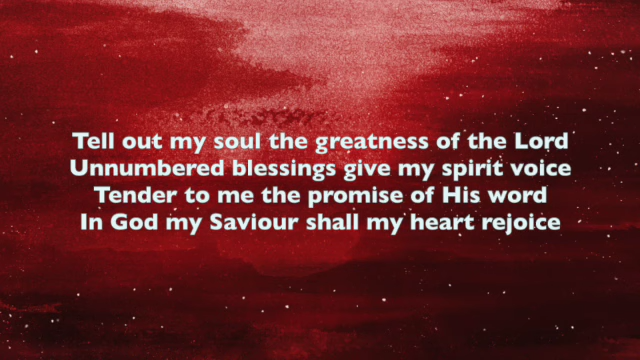 Tell out my soul the greatness of the Lord
Unnumbered blessings give my spirit voice
Tender to me the promise of His word
In God my Saviour shall my heart rejoice